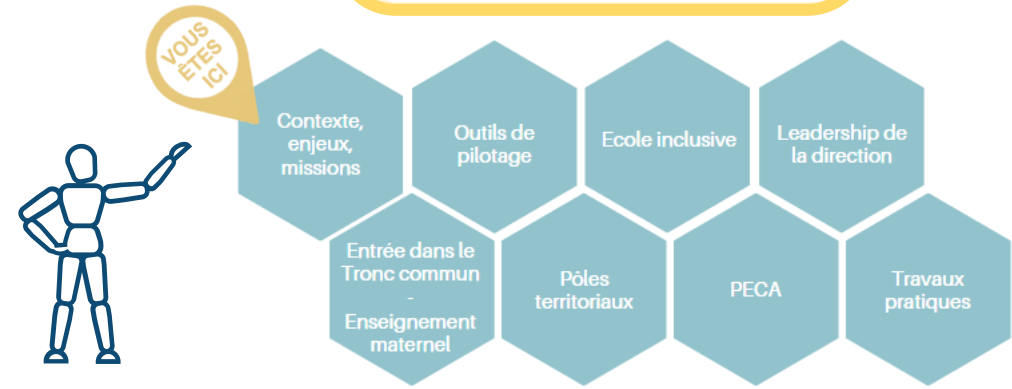 VOUS
ÊTES
ICI
Contexte,
enjeux,
missions
Outils de
pilotage
Ecole inclusive
Leadership de
la direction
Entrée dans le
Tronc commun
-
Enseignement
maternel
Pôles
territoriaux
PECA
Travaux
pratiques